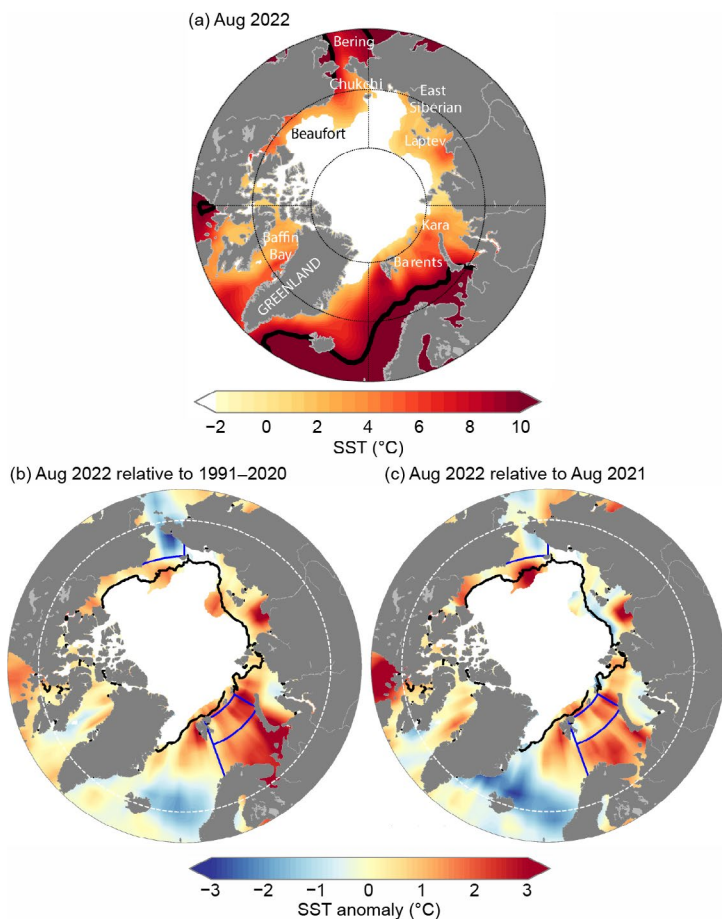 (a) Aug 2022
Bering
Chukchi
East
Siberian
Beaufort
Laptev
Kara
Baffin
Bay
Barents
GREENLAND
−2 0 2 4 6 8 10
SST (°C)
(b) Aug 2022 relative to 1991–2020
(c) Aug 2022 relative to Aug 2021
−3 −2 −1 0 1 2 3
SST anomaly (°C)